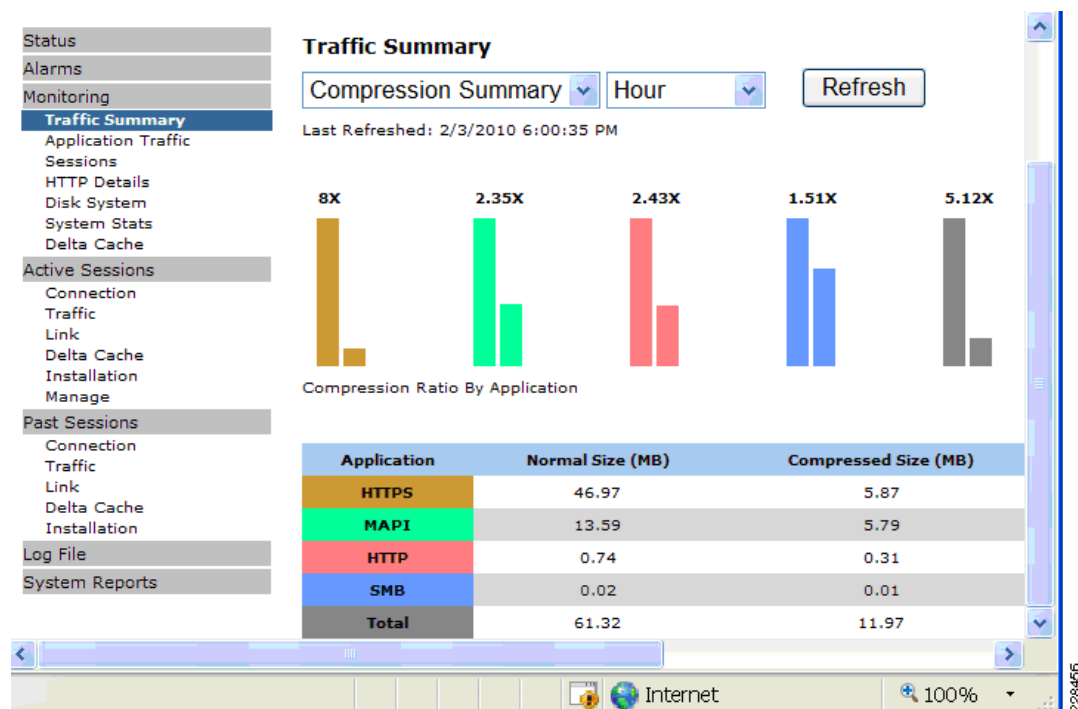 Status
Alarms
Monitoring
Traffic Summary
Application Traffic
Sessions
HTTP Details
Disk System
System Stats
Delta Cache
Active Sessions
Connection
Traffic
Link
Delta Cache
Installation
Manage
Past Sessions
Connection
Traffic
Link
Delta Cache
Installation
Log File
System Reports
Traffic Summary
Compression Summary Hour Refresh
Last Refreshed: 2/3/2010 6:00:35 PM
8X 2.35X 2.43X 1.51X 5.12X
Compression Ratio By Application
Application Normal Size (MB) Compressed Size (MB)
HTTPS 46.97 5.87
MAPI 13.59 5.79
HTTP 0.74 0.31
SMB 0.02 0.01
Total 61.32 11.97
Internet 100%
228456